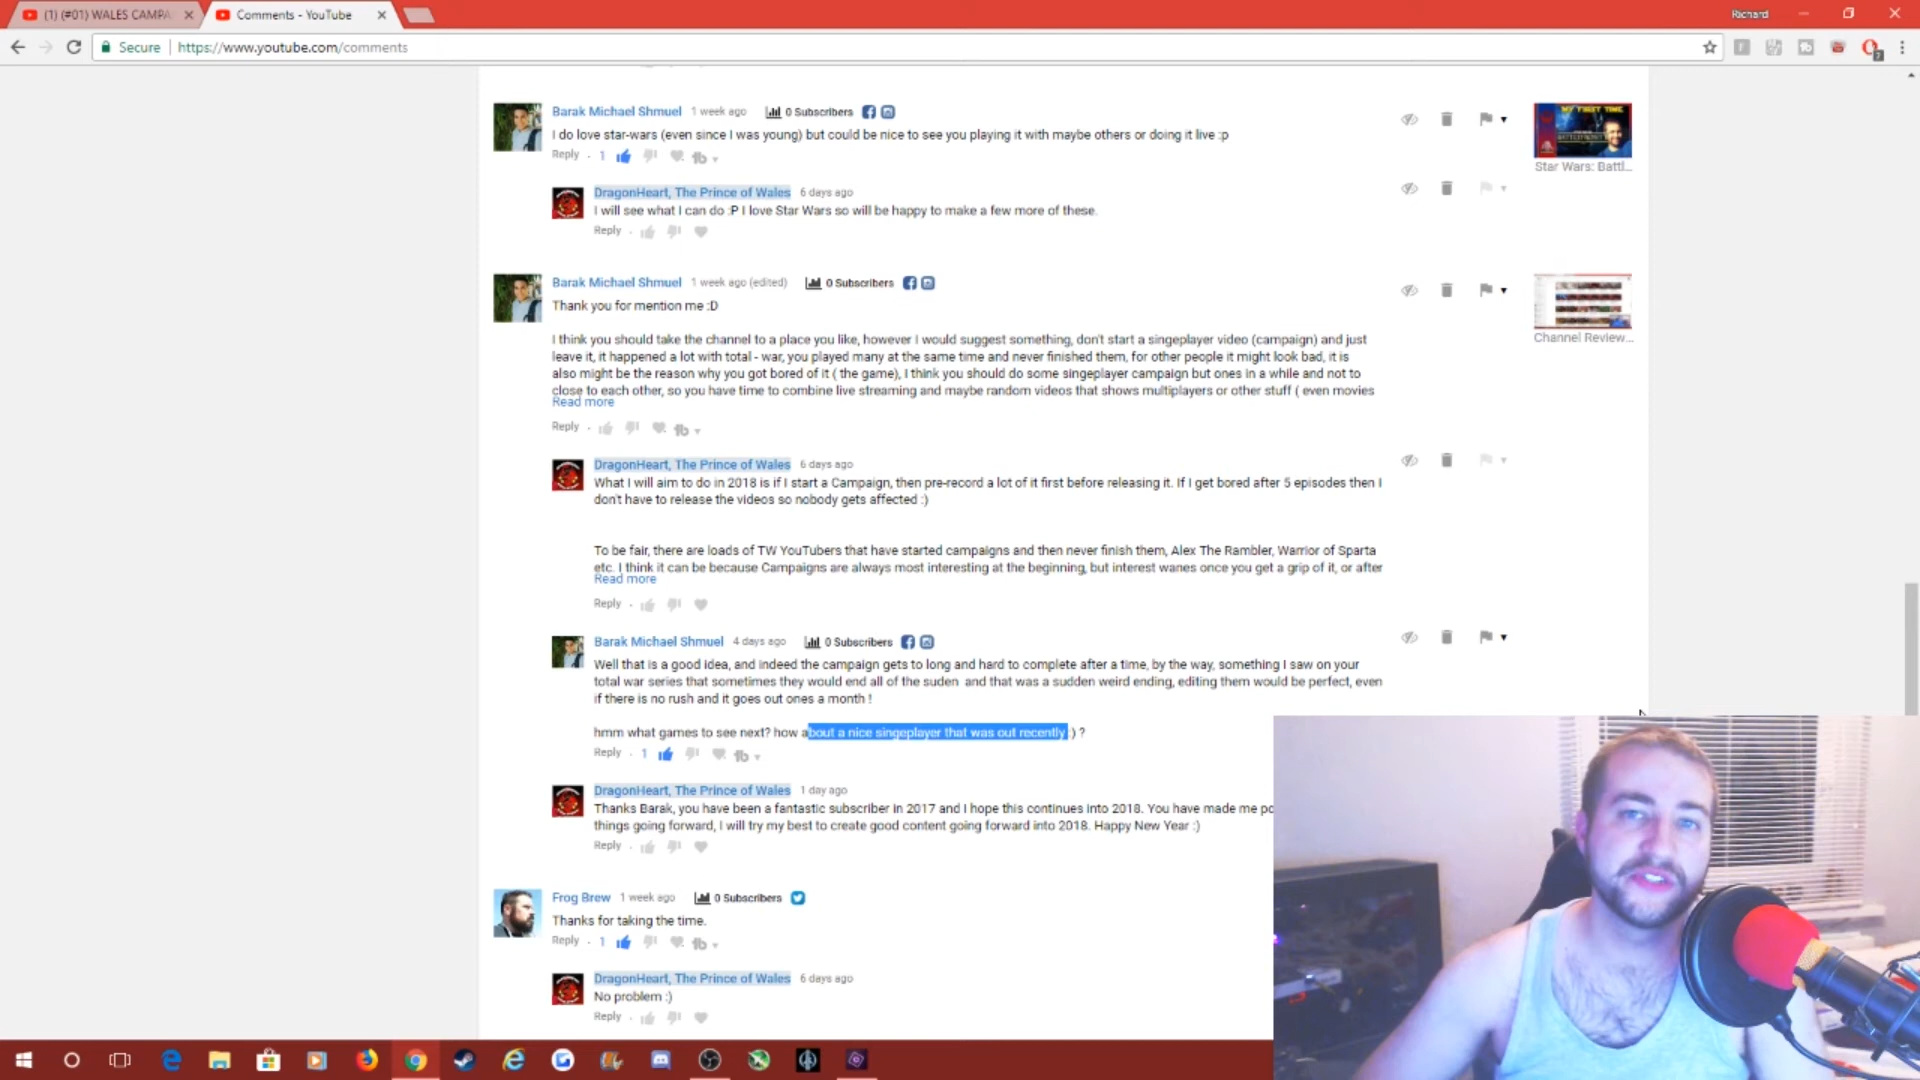 (1) (#01) WALES CAMPA
Comments - YouTube
Richard
Secure
https://www.youtube.com/comments
Barak Michael Shmuel 1 week ago 0 Subscribers
I do love star-wars (even since I was young) but could be nice to see you playing it with maybe others or doing it live :p
Reply . 1
Star Wars: Battl...
DragonHeart, The Prince of Wales 6 days ago
I will see what I can do :P I love Star Wars so will be happy to make a few more of these.
Reply .
Barak Michael Shmuel 1 week ago (edited) 0 Subscribers
Thank you for mention me :D
Channel Review...
I think you should take the channel to a place you like, however I would suggest something, don't start a singeplayer video (campaign) and just
leave it, it happened a lot with total - war, you played many at the same time and never finished them, for other people it might look bad, it is
also might be the reason why you got bored of it ( the game), I think you should do some singeplayer campaign but ones in a while and not to
close to each other, so you have time to combine live streaming and maybe random videos that shows multiplayers or other stuff ( even movies
Read more
Reply .
DragonHeart, The Prince of Wales 6 days ago
What I will aim to do in 2018 is if I start a Campaign, then pre-record a lot of it first before releasing it. If I get bored after 5 episodes then I
don't have to release the videos so nobody gets affected :)
To be fair, there are loads of TW YouTubers that have started campaigns and then never finish them, Alex The Rambler, Warrior of Sparta
etc. I think it can be because Campaigns are always most interesting at the beginning, but interest wanes once you get a grip of it, or after
Read more
Reply .
Barak Michael Shmuel 4 days ago 0 Subscribers
Well that is a good idea, and indeed the campaign gets to long and hard to complete after a time, by the way, something I saw on your
total war series that sometimes they would end all of the suden and that was a sudden weird ending, editing them would be perfect, even
if there is no rush and it goes out ones a month !
hmm what games to see next? how about a nice singeplayer that was out recently :) ?
Reply . 1
DragonHeart, The Prince of Wales 1 day ago
Thanks Barak, you have been a fantastic subscriber in 2017 and I hope this continues into 2018. You have made me po
things going forward, I will try my best to create good content going forward into 2018. Happy New Year :)
Reply .
Frog Brew 1 week ago 0 Subscribers
Thanks for taking the time.
Reply . 1
DragonHeart, The Prince of Wales 6 days ago
No problem :)
Reply .